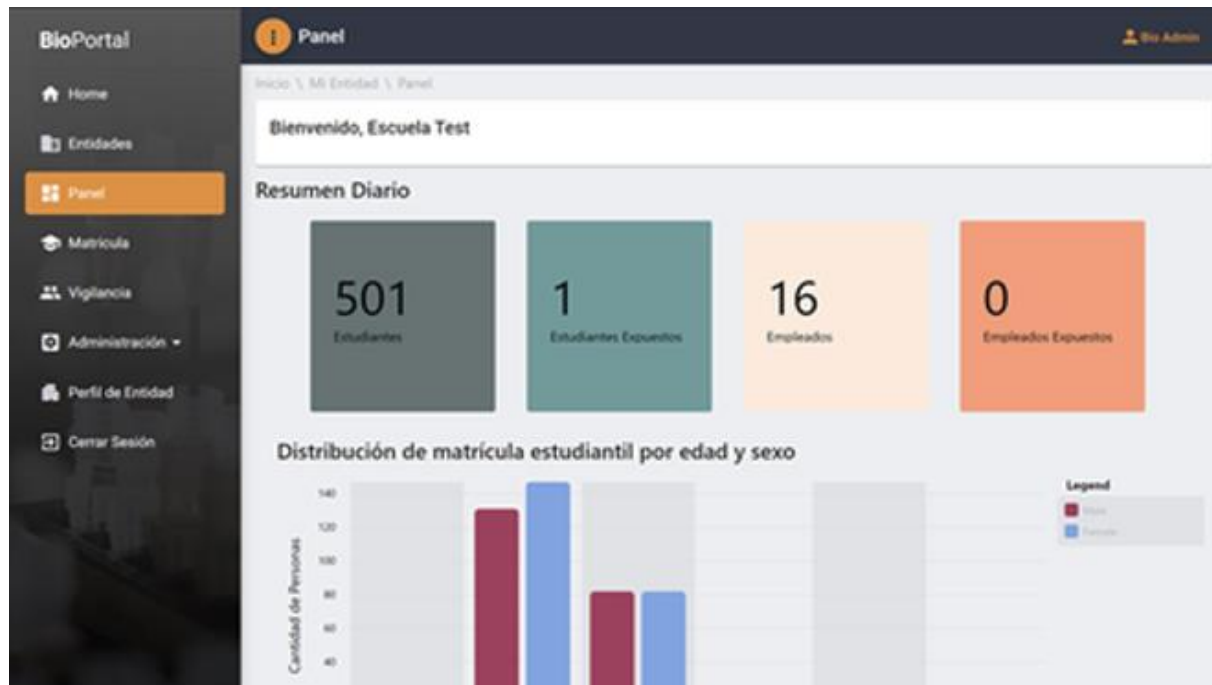 BioPortal
Home
Entidades
Panel
Matrícula
Vigilancia
Administración
Perfil de Entidad
Cerrar Sesión
Panel
Bio Admin
Inicio \ Mi Entidad \ Panel
Bienvenido, Escuela Test
Resumen Diario
501
Estudiantes
1
Estudiantes Expuestos
16
Empleados
0
Empleados Expuestos
Distribución de matrícula estudiantil por edad y sexo
Cantidad de Personas
140
120
100
80
60
40
Legend
Female